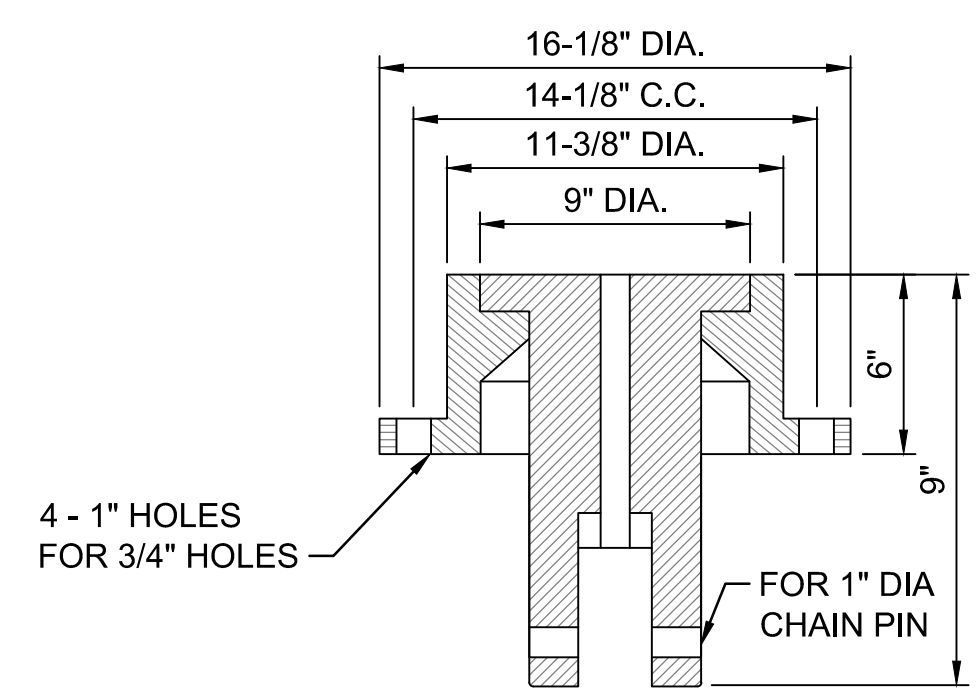 16-1/8" DIA.
14-1/8" C.C.
11-3/8" DIA.
9" DIA.
6"
9"
4 - 1" HOLES
FOR 3/4" HOLES
FOR 1" DIA
CHAIN PIN